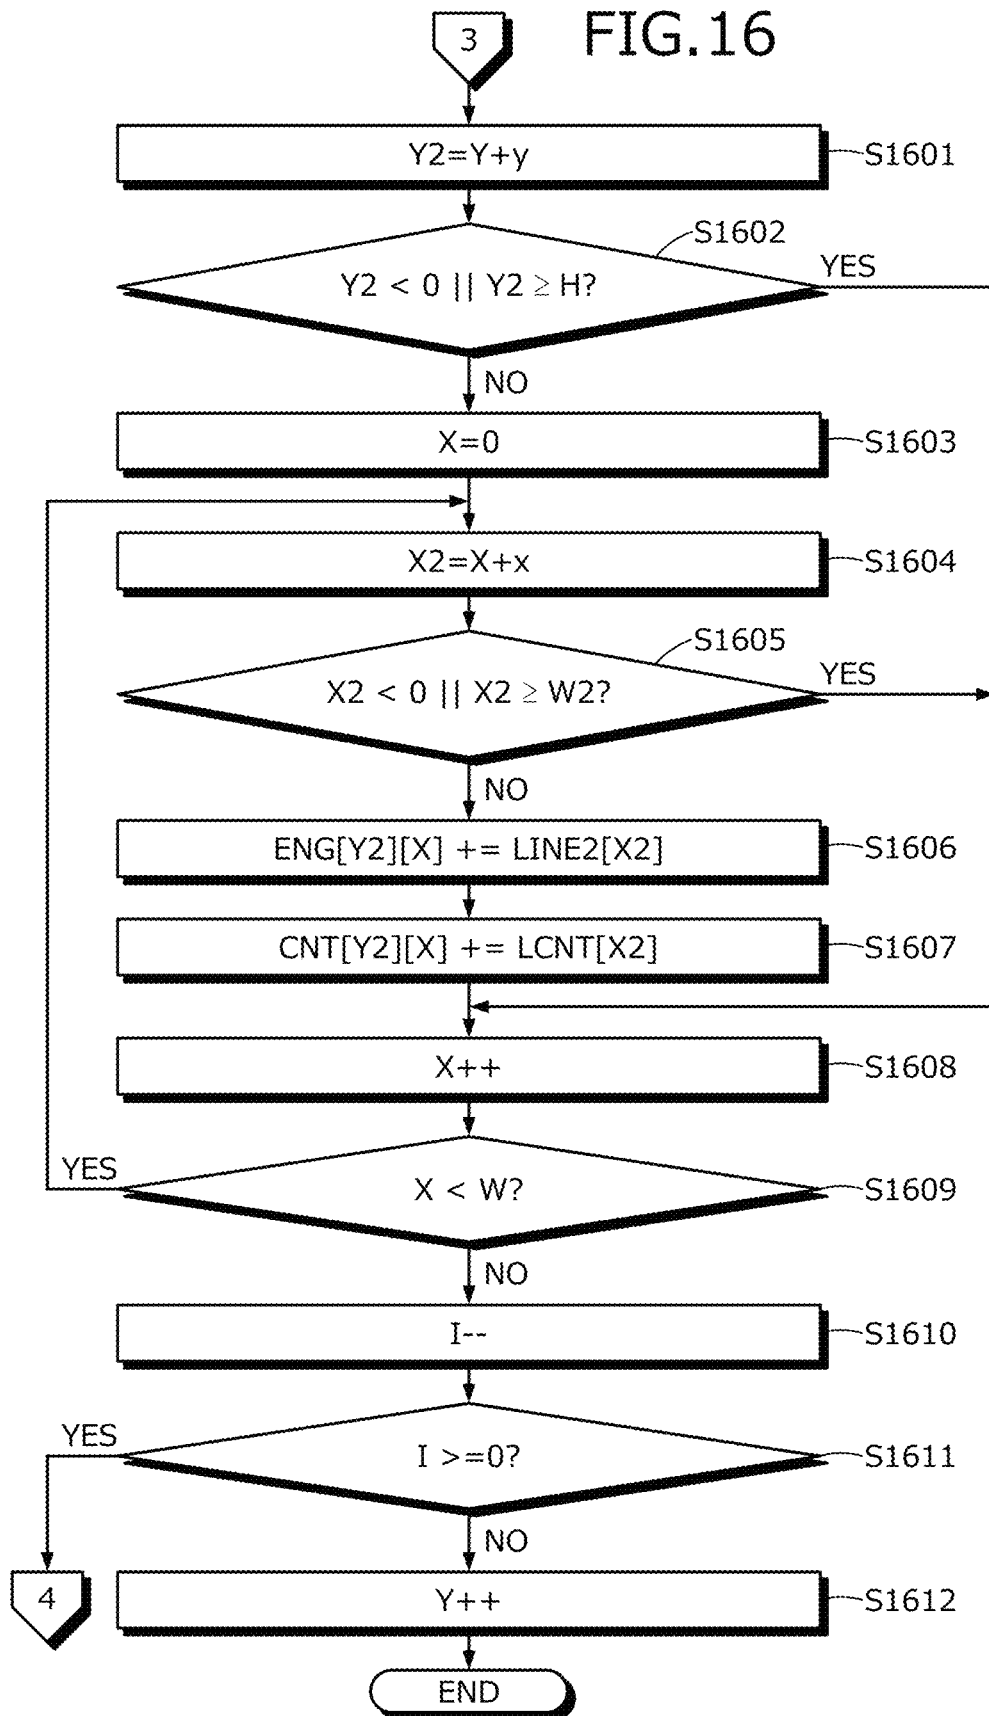 FIG.16
3
Y2=Y+y
S1601
S1602
Y2 < 0 || Y2 ≥ H?
YES
NO
X=0
S1603
X2=X+x
S1604
S1605
X2 < 0 || X2 ≥ W2?
YES
NO
ENG[Y2][X] += LINE2[X2]
S1606
CNT[Y2][X] += LCNT[X2]
S1607
X++
S1608
YES
X < W?
S1609
NO
I--
S1610
YES
I >=0?
S1611
NO
4
Y++
S1612
END